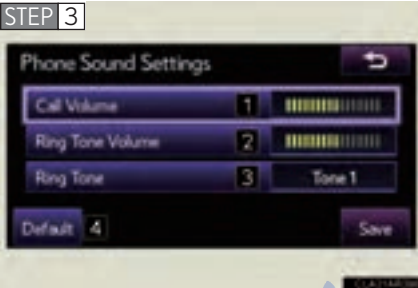 STEP 3
Phone Sound Settings
Call Volume 1
Ring Tone Volume 2
Ring Tone 3 Tone 1
Default 4 Save